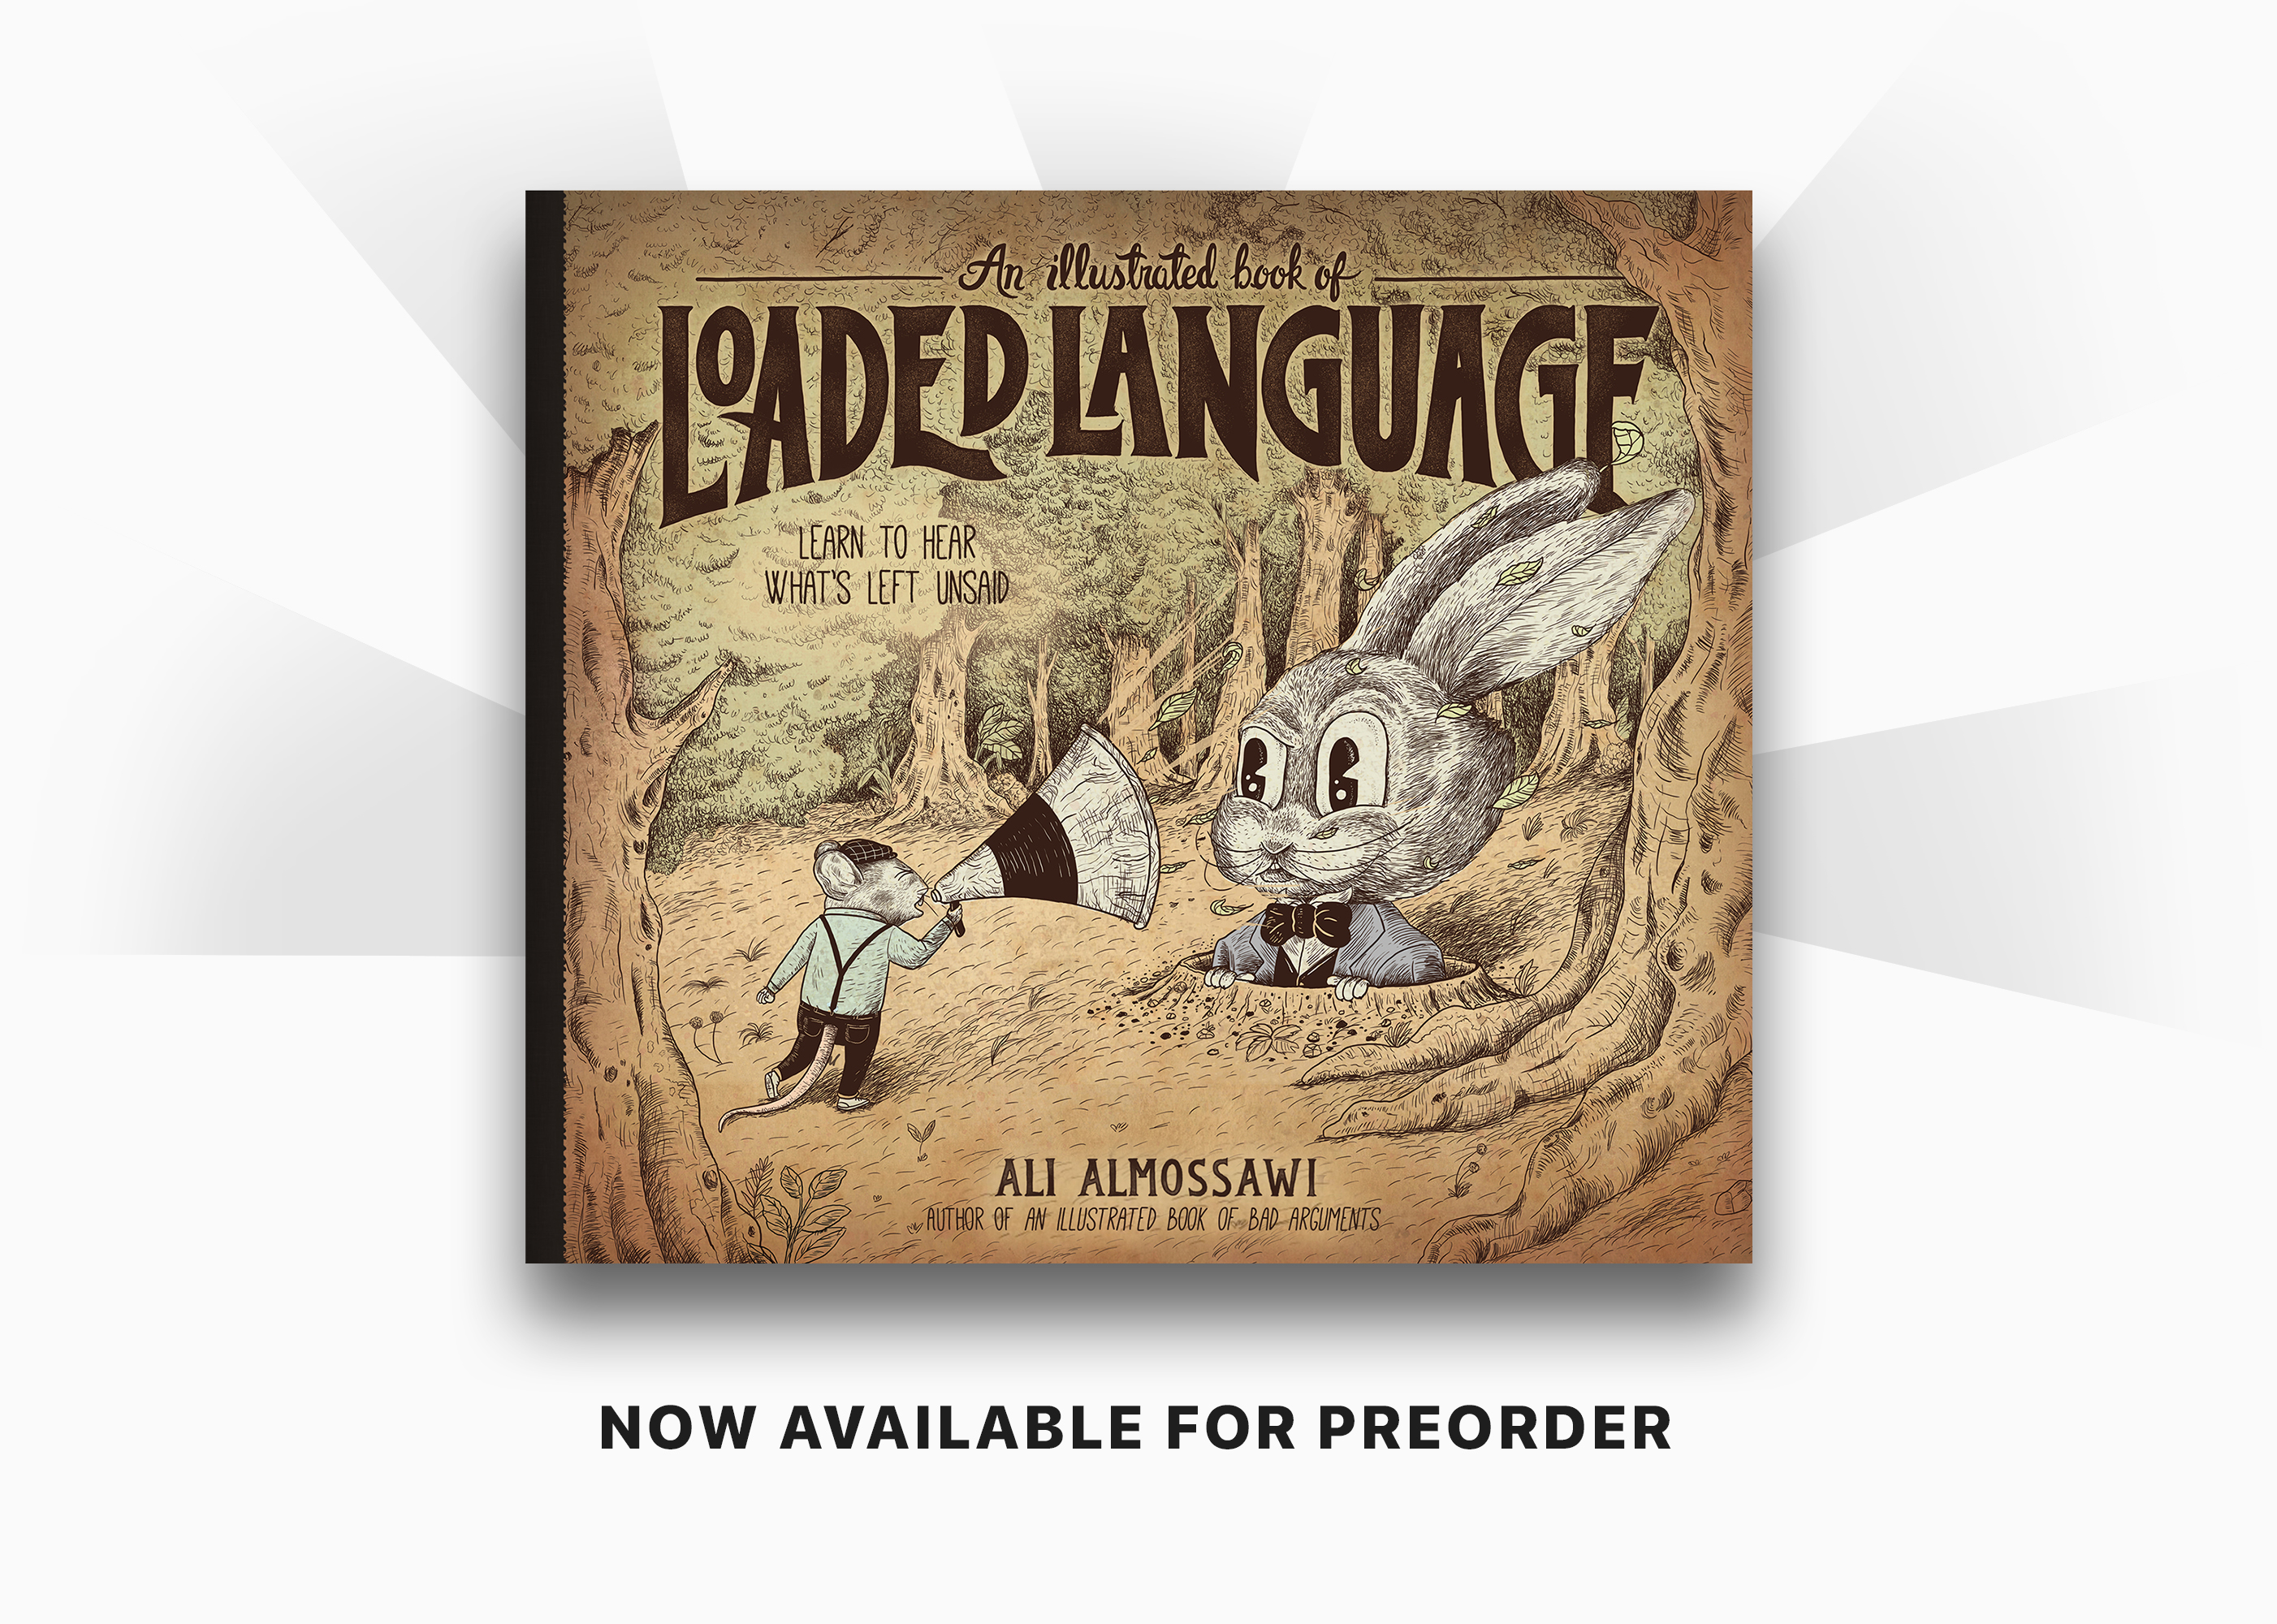 An illustrated book of
LOADED LANGUAGE
LEARN TO HEAR
WHAT'S LEFT UNSAID
ALI ALMOSSAWI
AUTHOR OF AN ILLUSTRATED BOOK OF BAD ARGUMENTS
NOW AVAILABLE FOR PREORDER